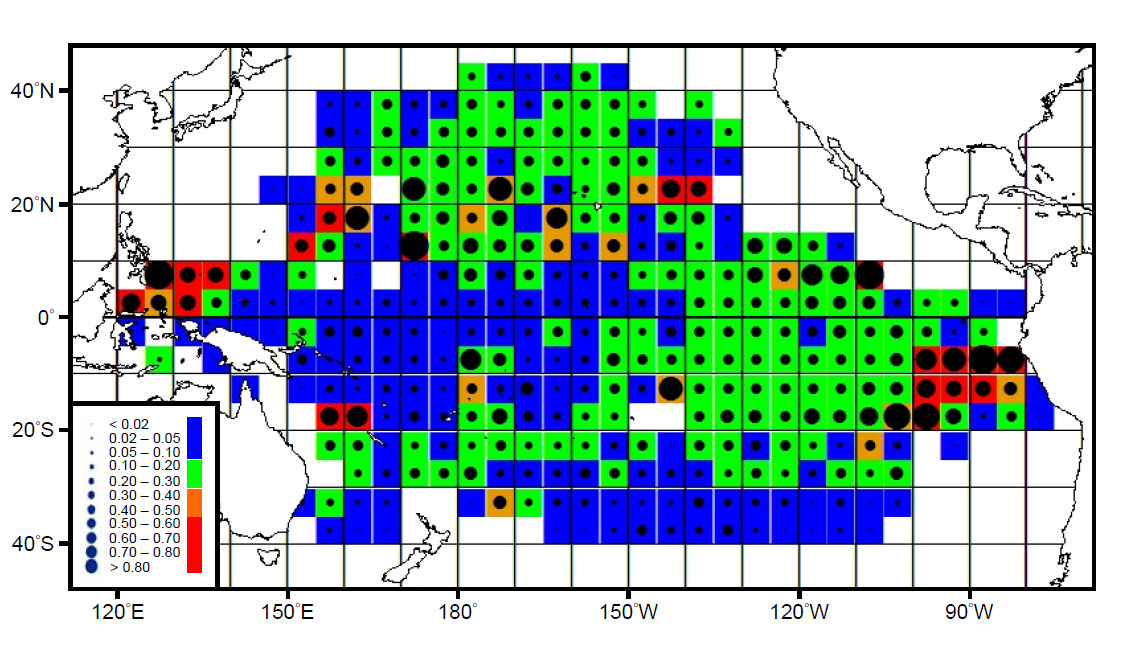 40°N
20°N
0°
20°S
40°S
< 0.02
0.02 – 0.05
0.05 – 0.10
0.10 – 0.20
0.20 – 0.30
0.30 – 0.40
0.40 – 0.50
0.50 – 0.60
0.60 – 0.70
0.70 – 0.80
> 0.80
120°E
150°E
180°
150°W
120°W
90°W